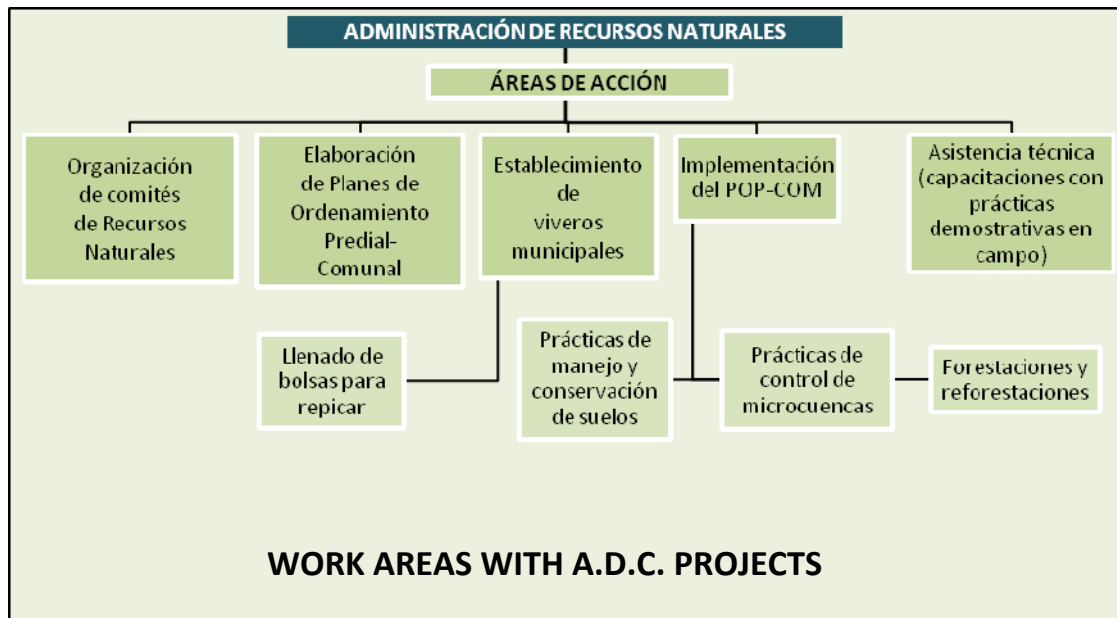 ADMINISTRACIÓN DE RECURSOS NATURALES
ÁREAS DE ACCIÓN
Organización
de comités
de Recursos
Naturales
Elaboración
de Planes de
Ordenamiento
Predial-
Comunal
Establecimiento
de
viveros
municipales
Implementación
del POP-COM
Asistencia técnica
(capacitaciones con
prácticas
demostrativas en
campo)
Llenado de
bolsas para
repicar
Prácticas de
manejo y
conservación
de suelos
Prácticas de
control de
microcuencas
Forestaciones y
reforestaciones
WORK AREAS WITH A.D.C. PROJECTS